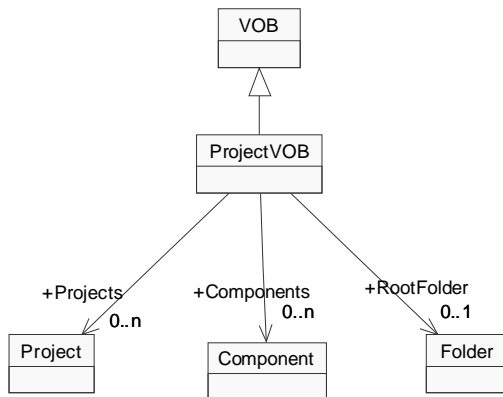 VOB
ProjectVOB
+Projects
0..n
+Components
0..n
+RootFolder
0..1
Project
Component
Folder